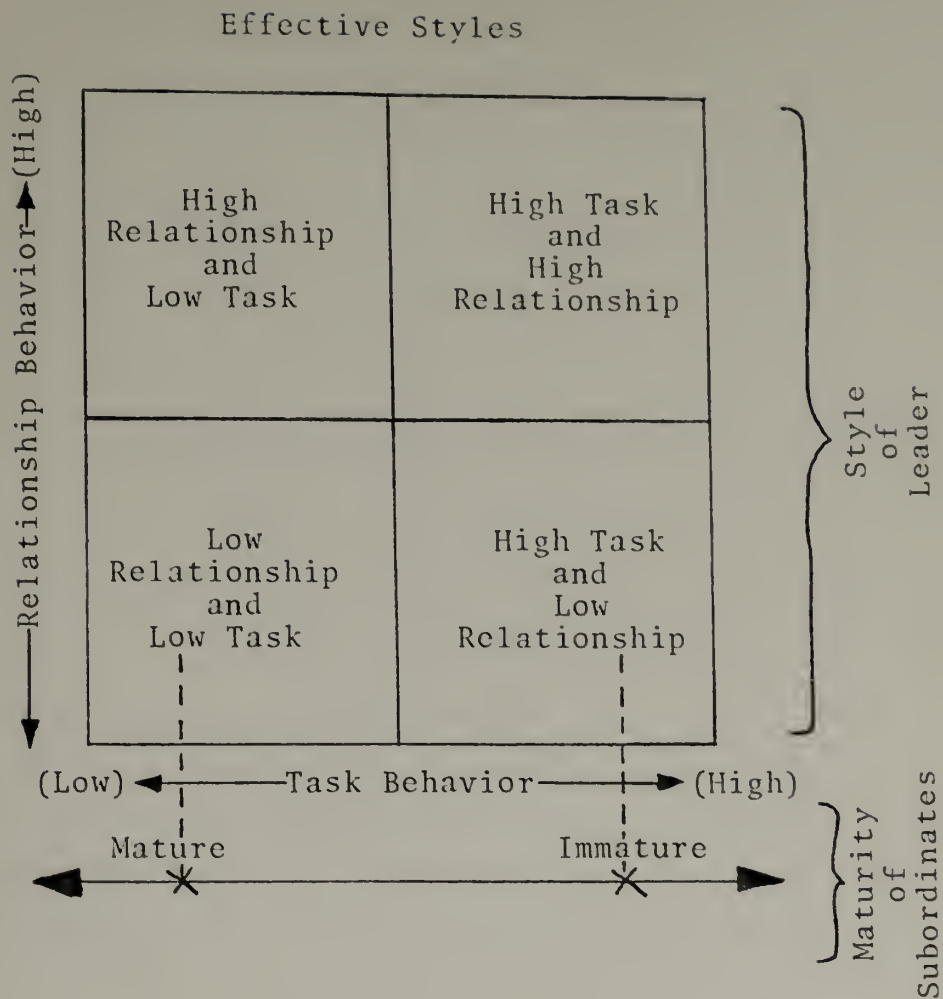 Effective Styles
Relationship Behavior
(High)
High
Relationship
and
Low Task
High Task
and
High
Relationship
Low
Relationship
and
Low Task
High Task
and
Low
Relationship
Style
of
Leader
(Low)
Task Behavior
(High)
Mature
Immature
Maturity
of
Subordinates